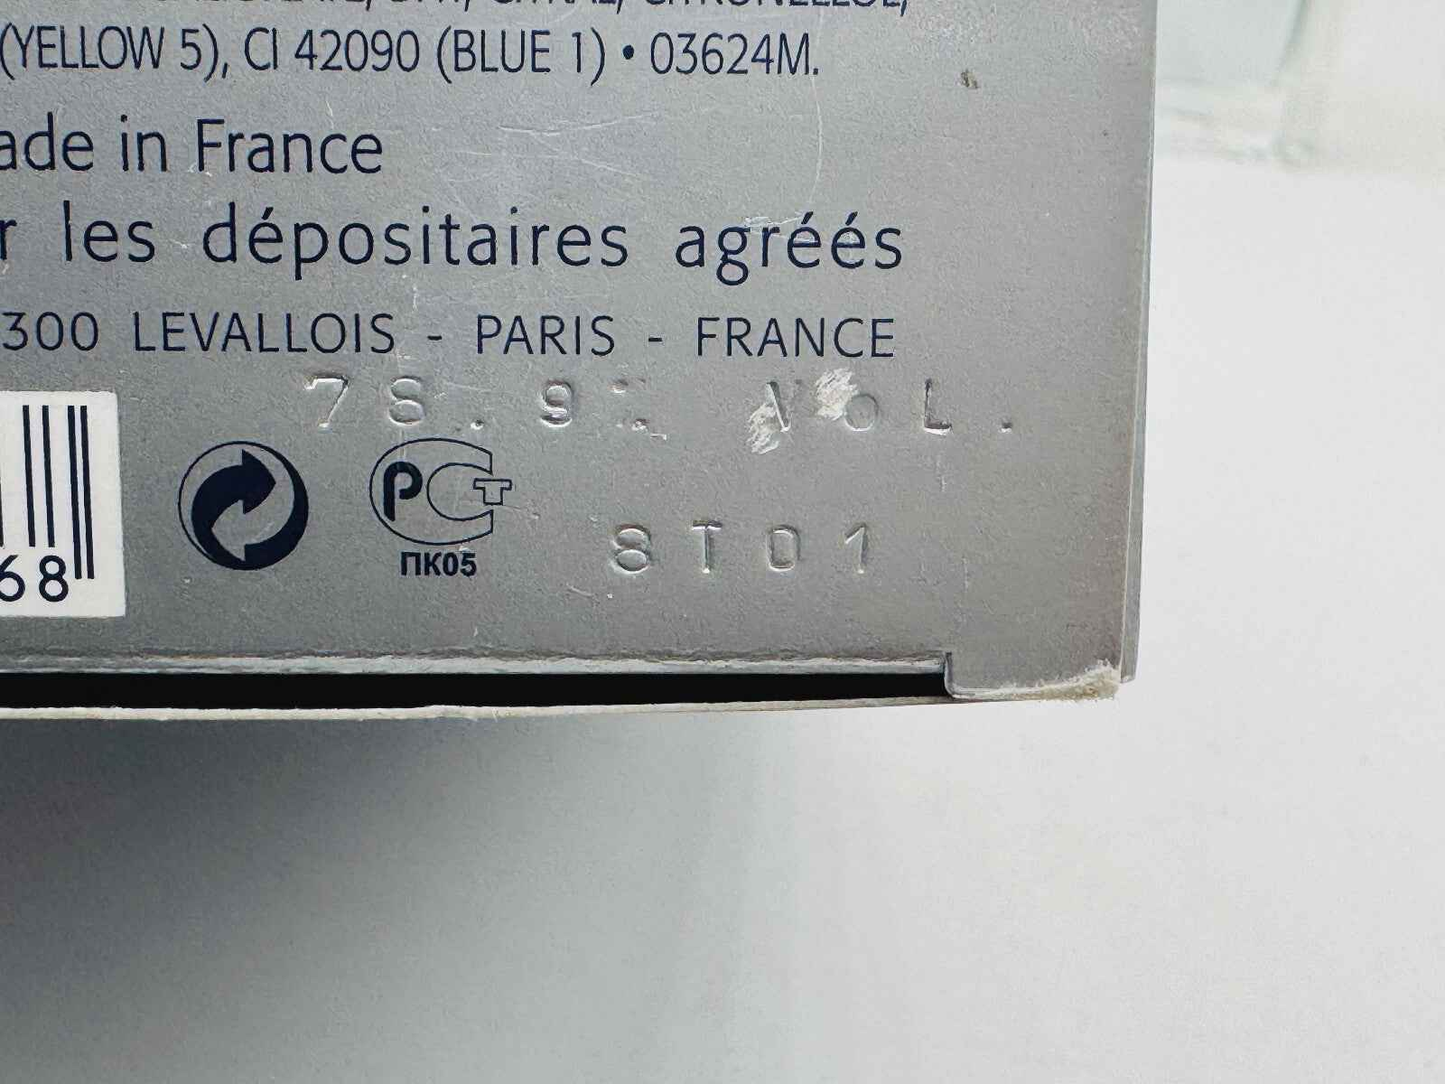 (YELLOW 5), CI 42090 (BLUE 1) • 03624M.
ade in France
r les dépositaires agréés
300 LEVALLOIS - PARIS - FRANCE
78.9% VOL.
68
РСТ
ПК05
8T01